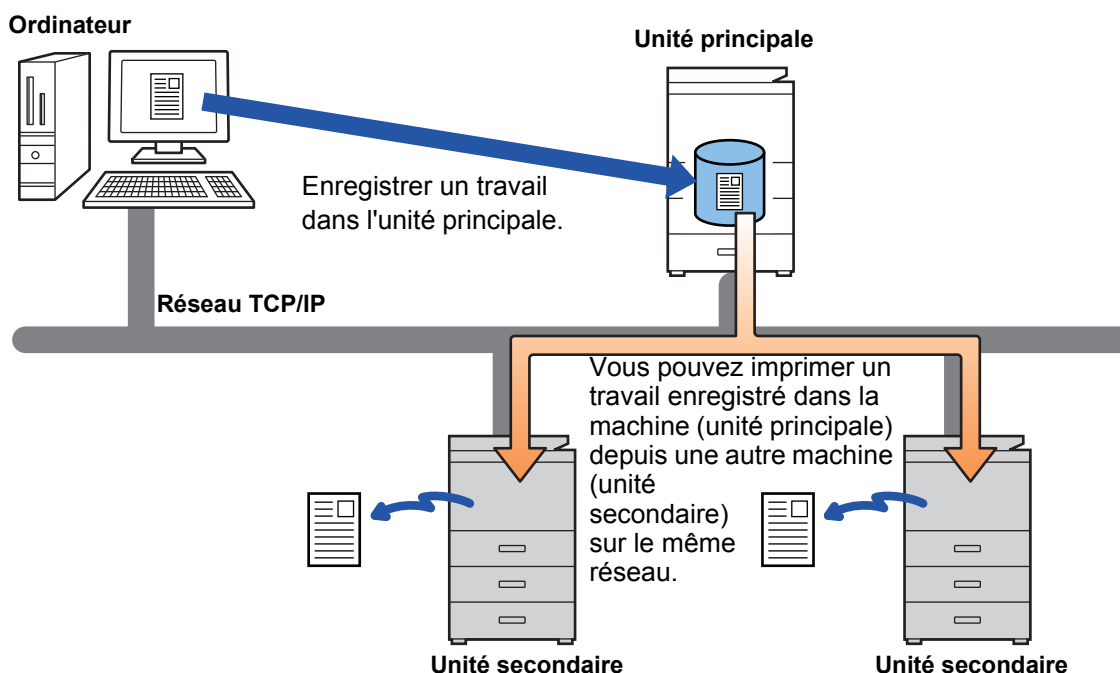 Ordinateur
Unité principale
Enregistrer un travail
dans l'unité principale.
Réseau TCP/IP
Vous pouvez imprimer un
travail enregistré dans la
machine (unité principale)
depuis une autre machine
(unité
secondaire)
sur le même
réseau.
Unité secondaire
Unité secondaire